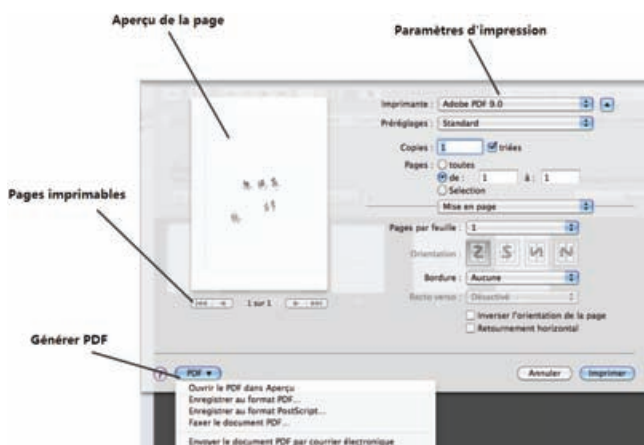 Aperçu de la page
Paramètres d'impression
Imprimante : Adobe PDF 9.0
Préréglages : Standard
Copies : 1 triées
Pages : toutes
de : 1 à : 1
Sélection
Mise en page
Pages imprimables
Pages par feuille : 1
Orientation :
Bordure : Aucune
1 sur 1
Recto verso : Désactivé
Inverser l'orientation de la page
Retournement horizontal
Générer PDF
? PDF Annuler Imprimer
Ouvrir le PDF dans Aperçu
Enregistrer au format PDF...
Enregistrer au format PostScript...
Faxer le document PDF...
Envoyer le document PDF par courrier électronique